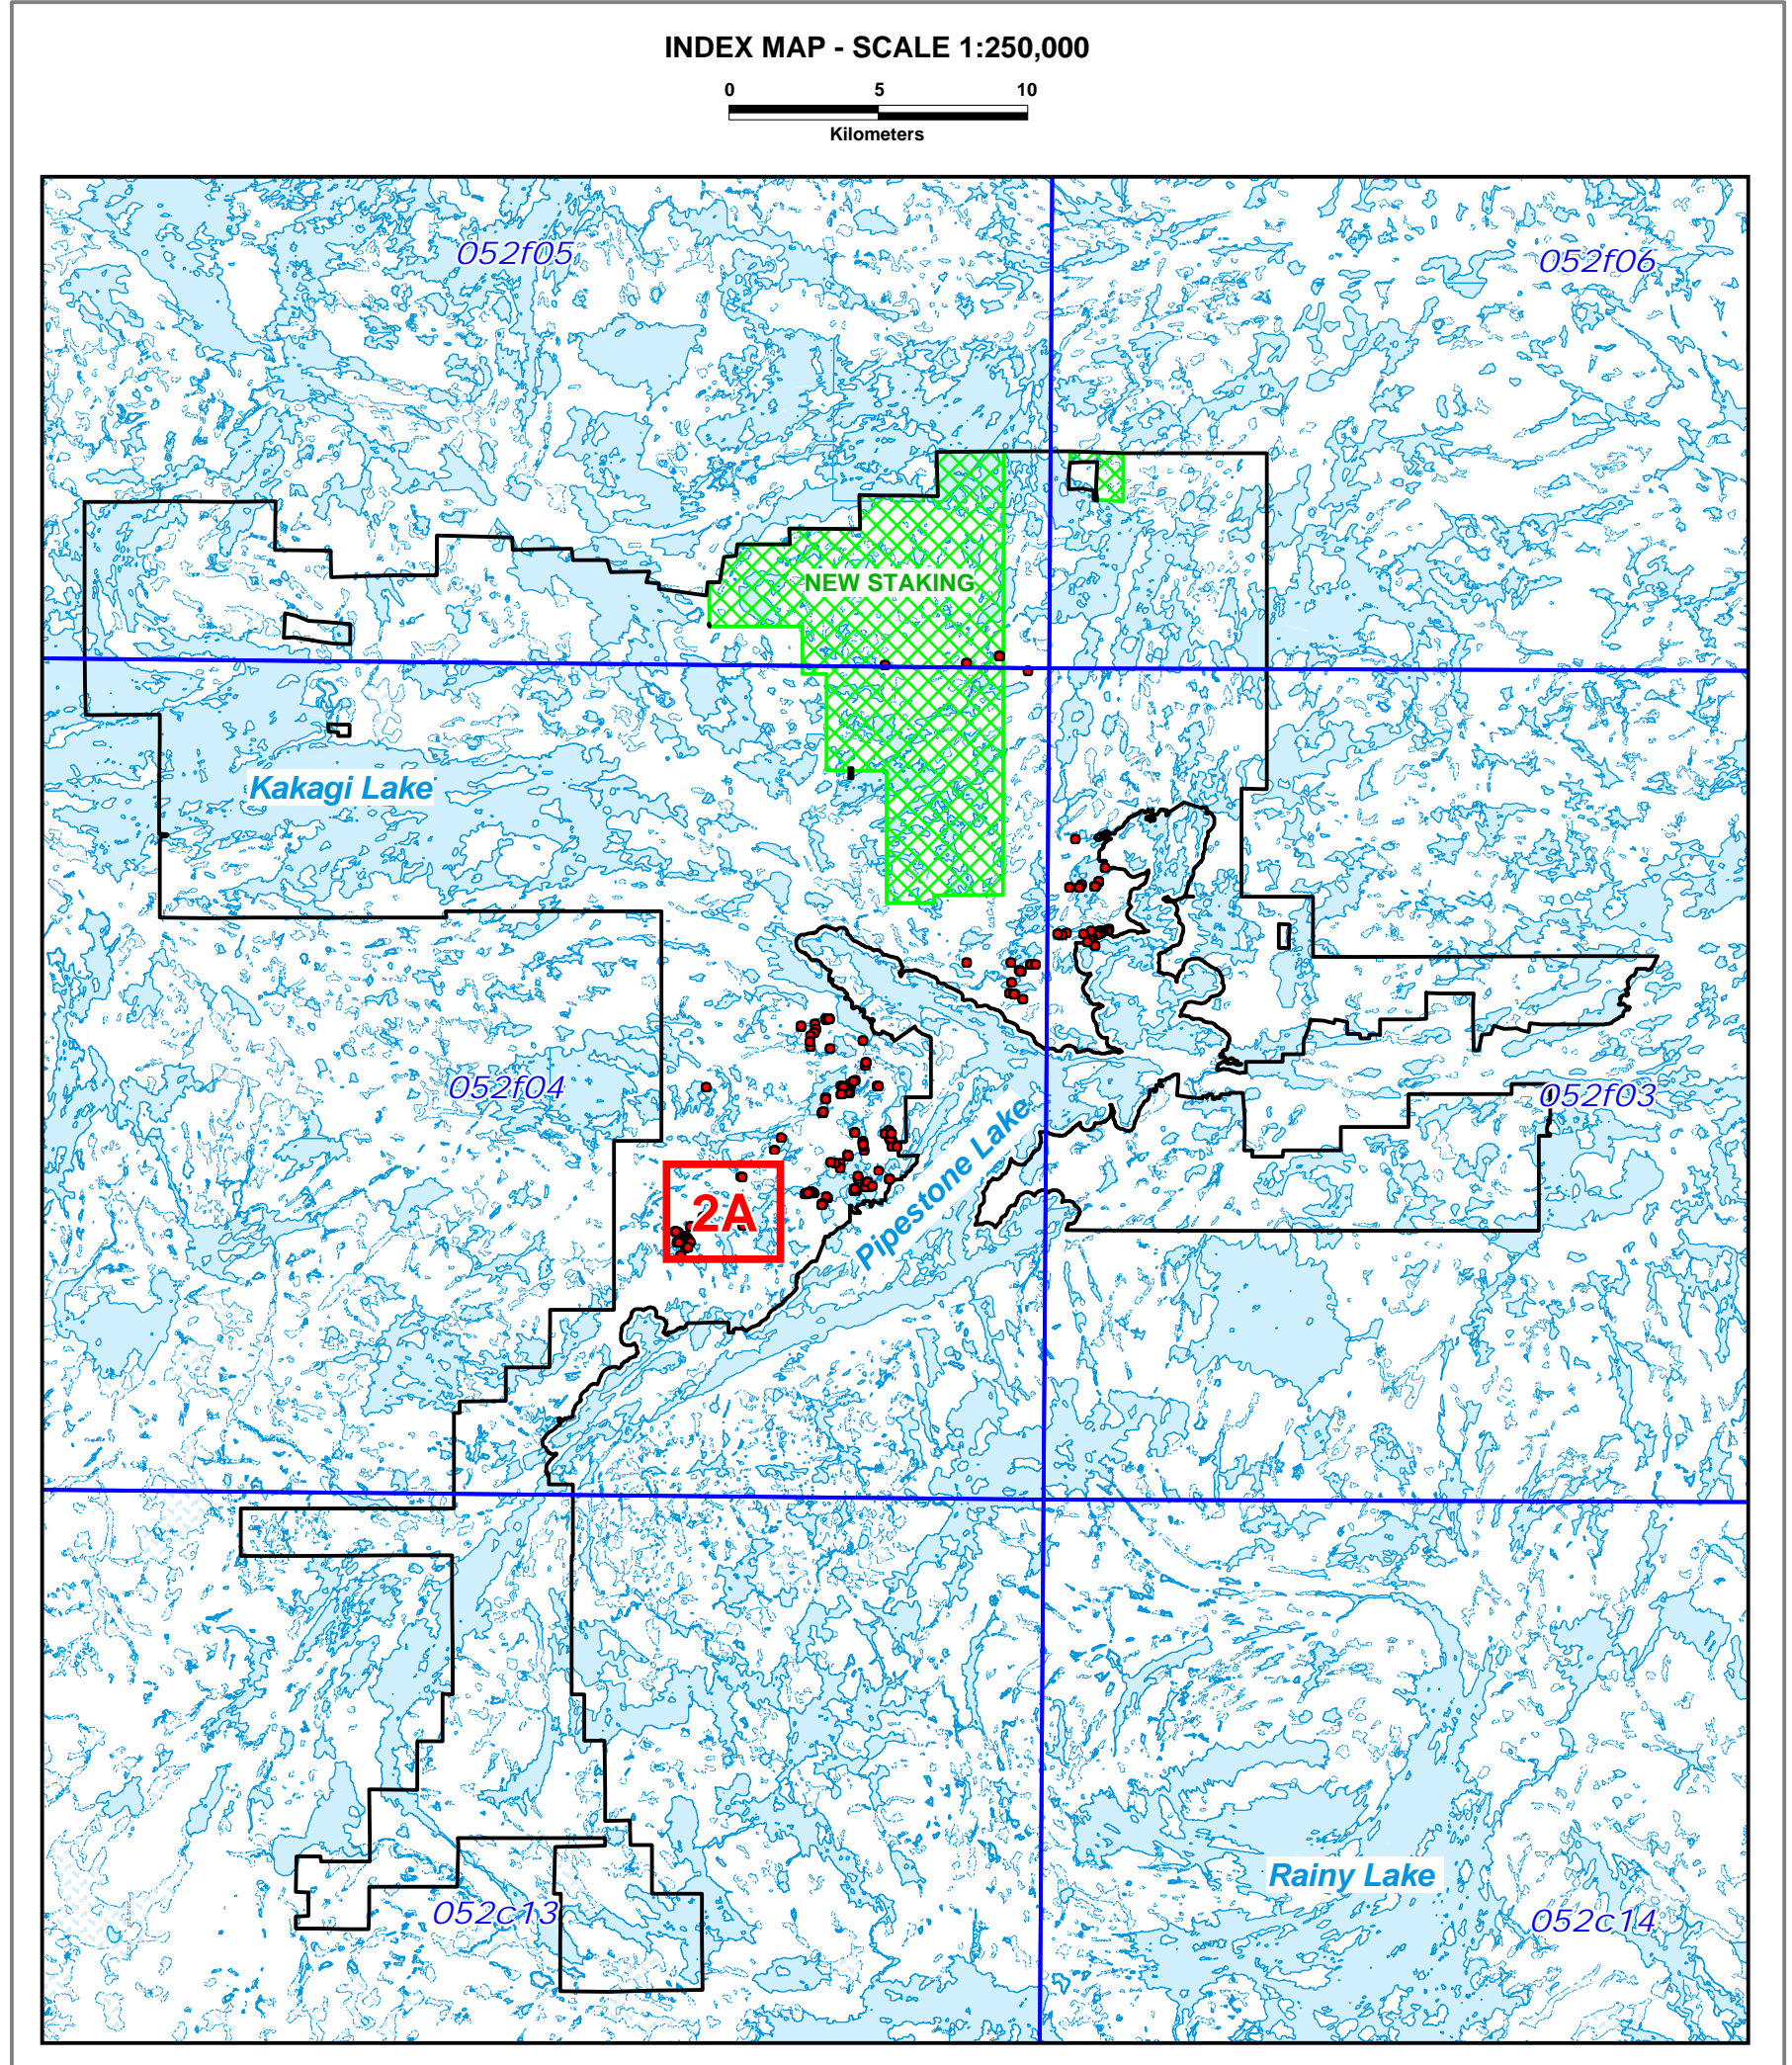 INDEX MAP - SCALE 1:250,000
0 5 10
Kilometers
052f05
052f06
NEW STAKING
Kakagi Lake
052f04
052f03
Pipestone Lake
2A
Rainy Lake
052c13
052c14